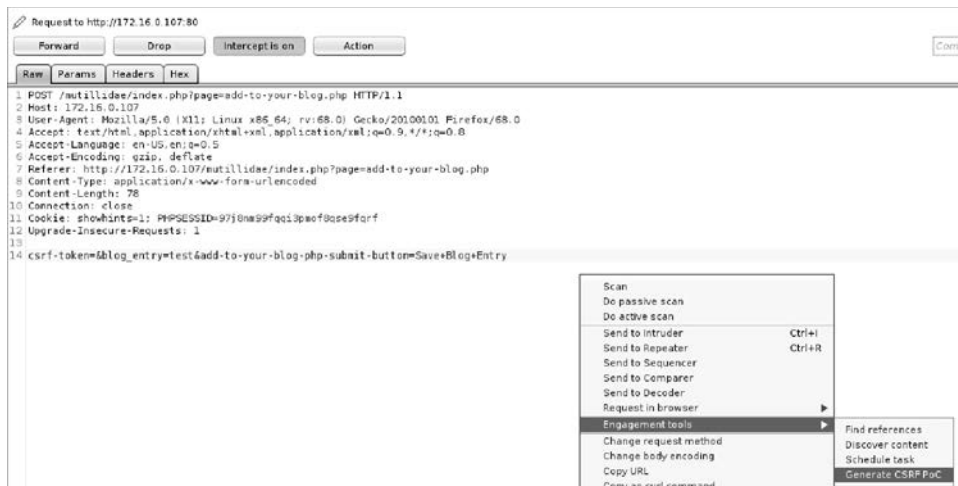 Request to http://172.16.0.107:80
Forward Drop Intercept is on Action
Raw Params Headers Hex
1 POST /mutillidae/index.php?page=add-to-your-blog.php HTTP/1.1
2 Host: 172.16.0.107
3 User-Agent: Mozilla/5.0 (X11; Linux x86_64; rv:68.0) Gecko/20100101 Firefox/68.0
4 Accept: text/html,application/xhtml+xml,application/xml;q=0.9,*/*;q=0.8
5 Accept-Language: en-US,en;q=0.5
6 Accept-Encoding: gzip, deflate
7 Referer: http://172.16.0.107/mutillidae/index.php?page=add-to-your-blog.php
8 Content-Type: application/x-www-form-urlencoded
9 Content-Length: 78
10 Connection: close
11 Cookie: showhints=1;
12 Upgrade-Insecure-Requests: 1
13
14 csrf-token=&blog_entry=test&add-to-your-blog-php-submit-button=Save+Blog+Entry
Scan
Do passive scan
Do active scan
Send to Intruder Ctrl+I
Send to Repeater Ctrl+R
Send to Sequencer
Send to Comparer
Send to Decoder
Request in browser
Engagement tools
Find references
Discover content
Schedule task
Generate CSRF PoC
Change request method
Change body encoding
Copy URL
Copy as curl command